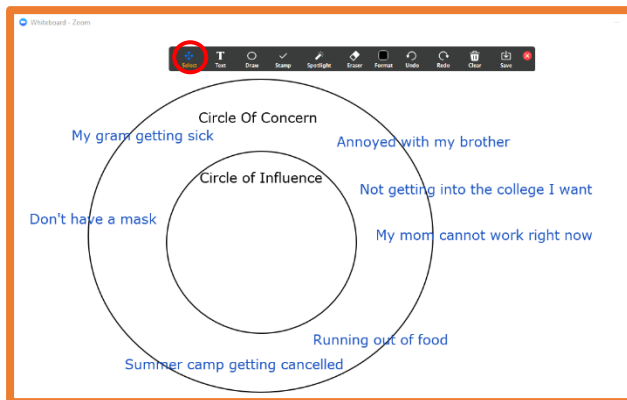 Whiteboard - Zoom
Select Text Draw Stamp Spotlight Eraser Format Undo Redo Clear Save
Circle Of Concern
My gram getting sick
Annoyed with my brother
Circle of Influence
Not getting into the college I want
Don't have a mask
My mom cannot work right now
Running out of food
Summer camp getting cancelled